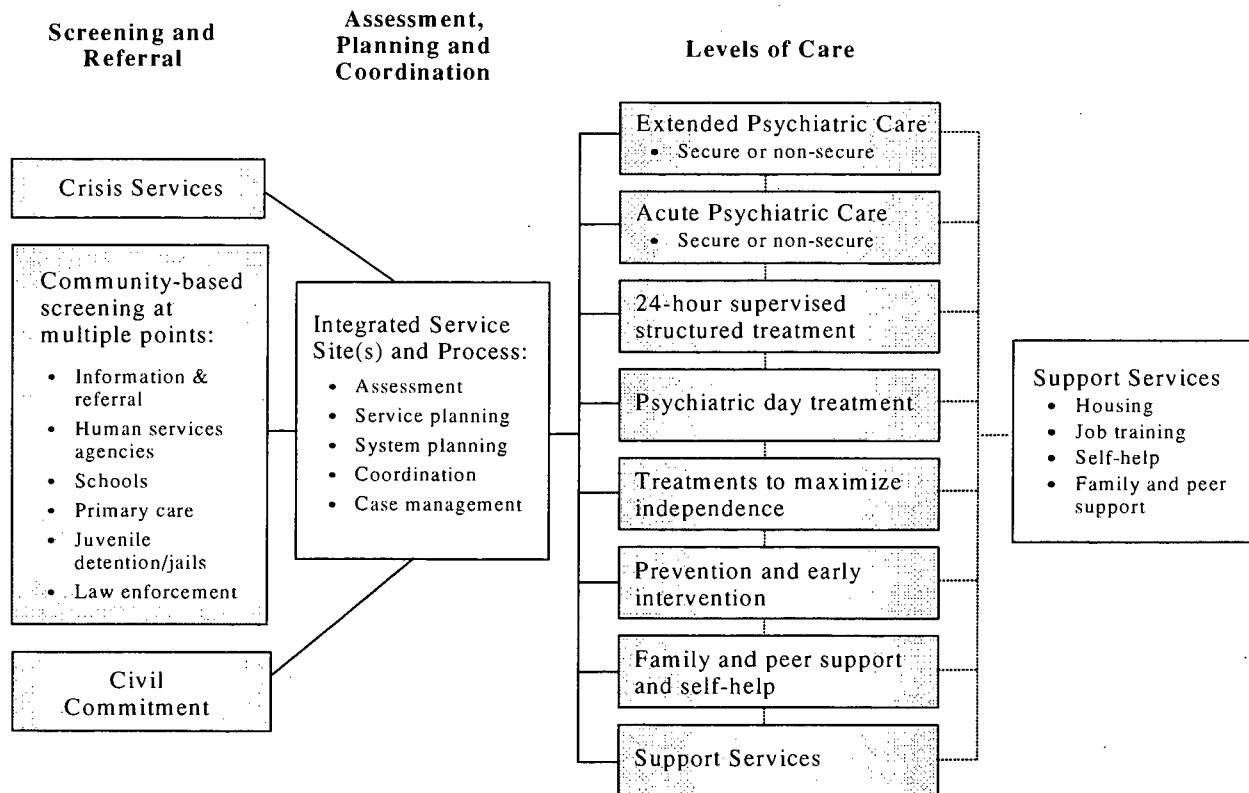 Screening and
Referral
Assessment,
Planning and
Coordination
Levels of Care
Crisis Services
Community-based
screening at
multiple points:
• Information &
referral
• Human services
agencies
• Schools
• Primary care
• Juvenile
detention/jails
• Law enforcement
Civil
Commitment
Integrated Service
Site(s) and Process:
• Assessment
• Service planning
• System planning
• Coordination
• Case management
Extended Psychiatric Care
• Secure or non-secure
Acute Psychiatric Care
• Secure or non-secure
24-hour supervised
structured treatment
Psychiatric day treatment
Treatments to maximize
independence
Prevention and early
intervention
Family and peer support
and self-help
Support Services
Support Services
• Housing
• Job training
• Self-help
• Family and peer
support